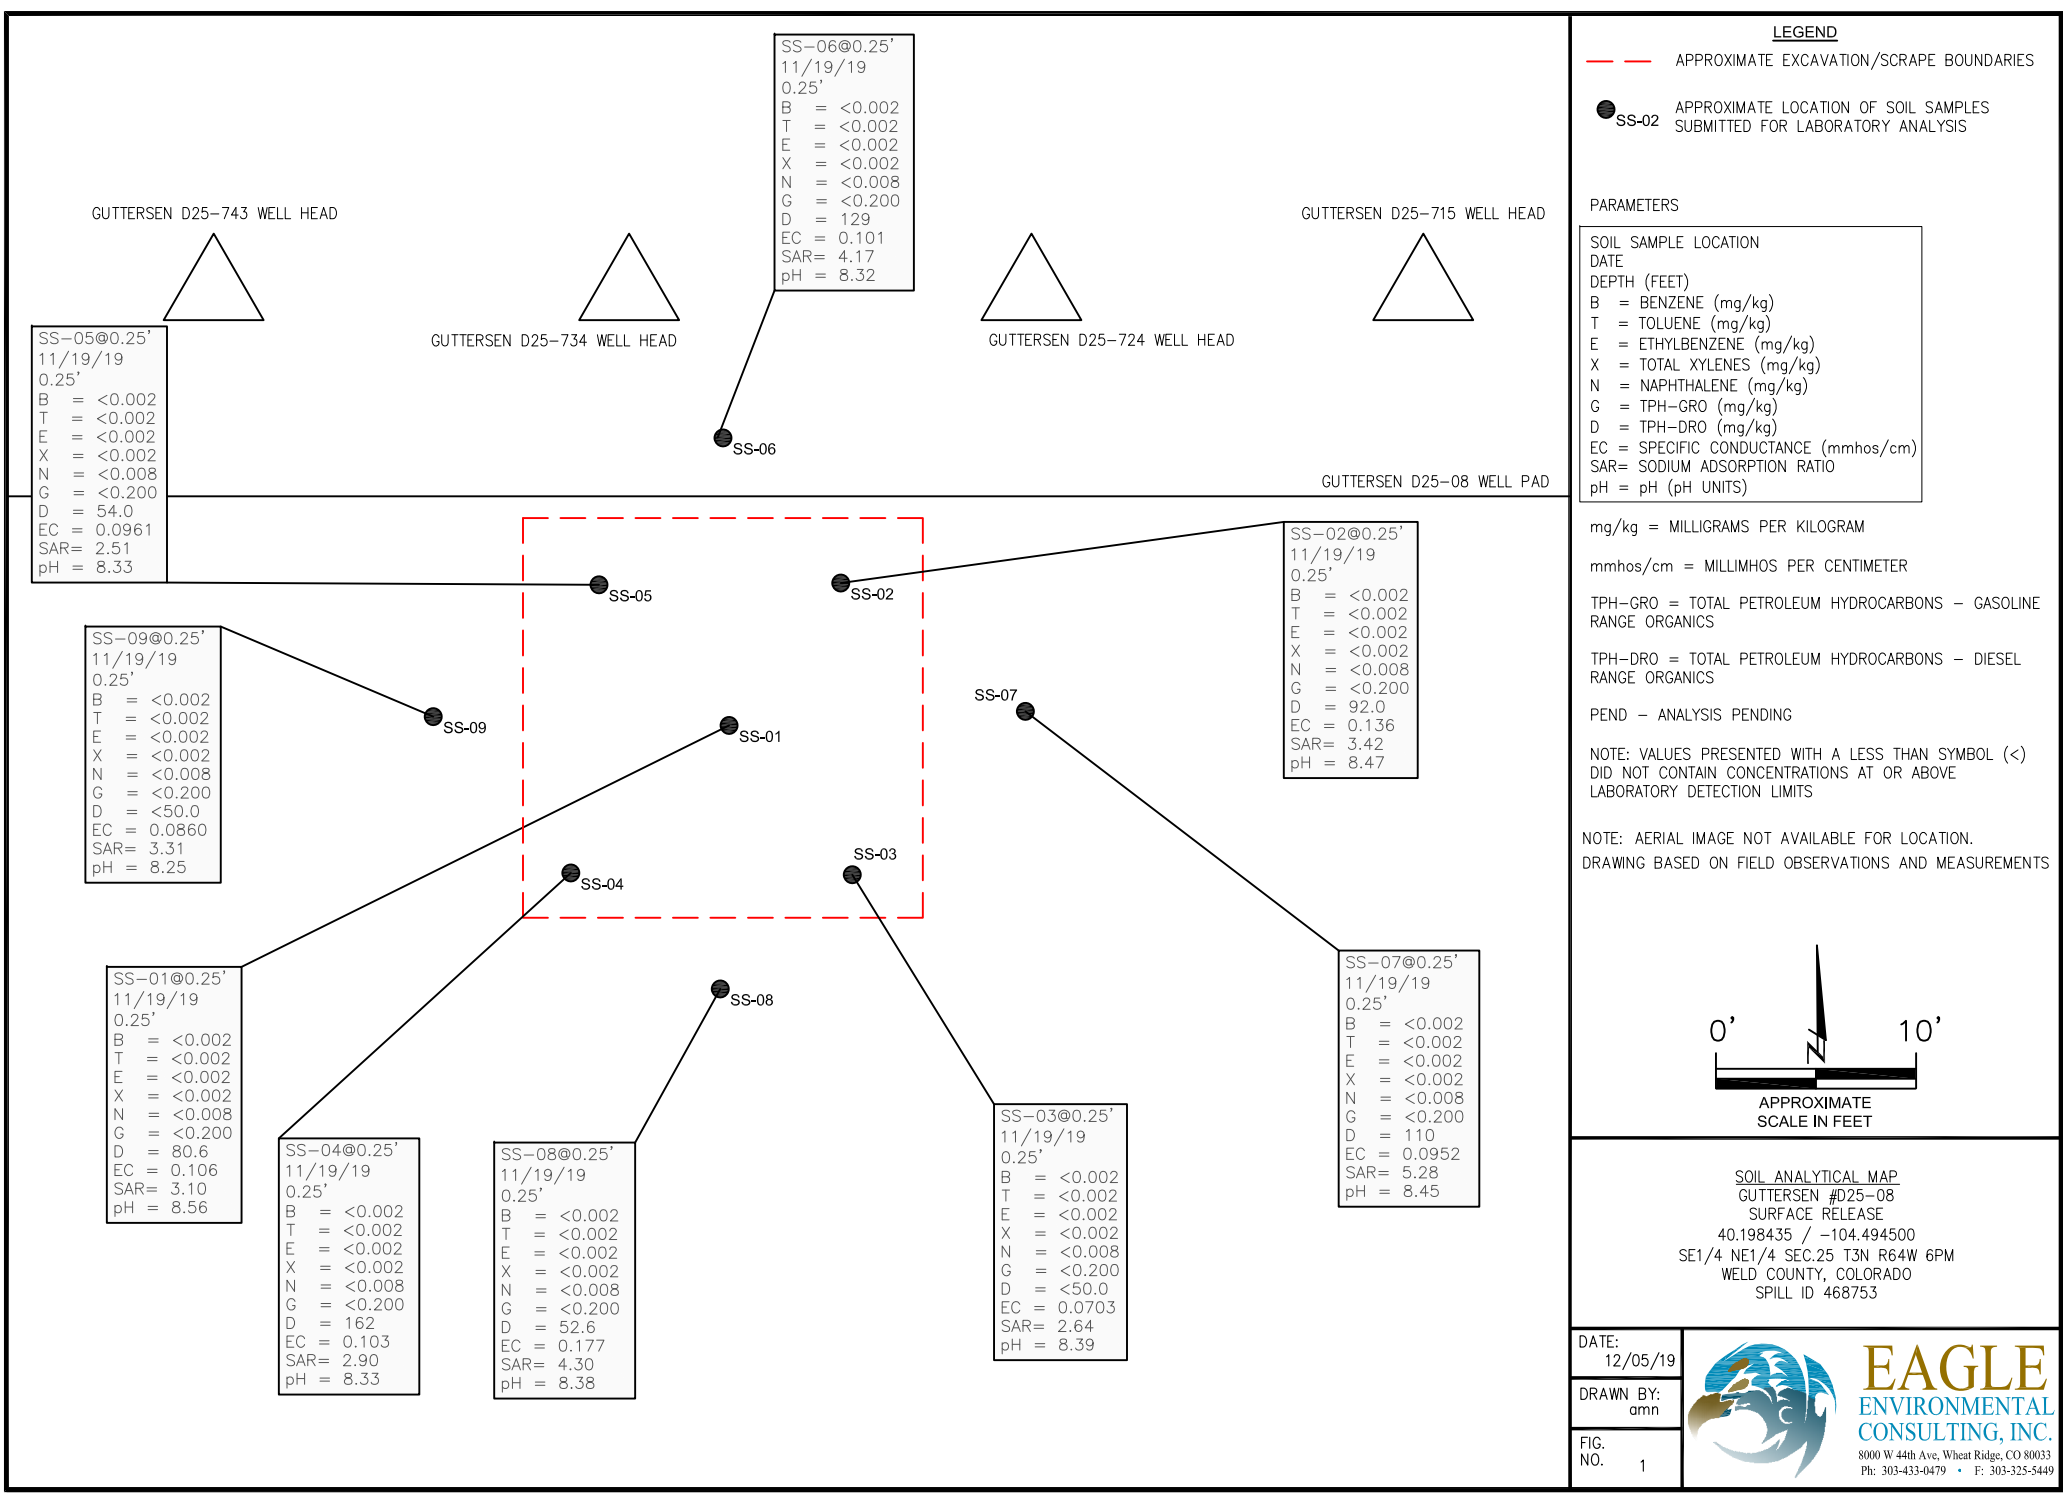 SS-06@0.25'
11/19/19
0.25'
B = <0.002
T = <0.002
E = <0.002
X = <0.002
N = <0.008
G = <0.200
D = 129
EC = 0.101
SAR= 4.17
pH = 8.32
GUTTERSEN D25-743 WELL HEAD
GUTTERSEN D25-715 WELL HEAD
GUTTERSEN D25-734 WELL HEAD
GUTTERSEN D25-724 WELL HEAD
SS-05@0.25'
11/19/19
0.25'
B = <0.002
T = <0.002
E = <0.002
X = <0.002
N = <0.008
G = <0.200
D = 54.0
EC = 0.0961
SAR= 2.51
pH = 8.33
SS-06
GUTTERSEN D25-08 WELL PAD
SS-02@0.25'
11/19/19
0.25'
B = <0.002
T = <0.002
E = <0.002
X = <0.002
N = <0.008
G = <0.200
D = 92.0
EC = 0.136
SAR= 3.42
pH = 8.47
SS-05
SS-02
SS-09@0.25'
11/19/19
0.25'
B = <0.002
T = <0.002
E = <0.002
X = <0.002
N = <0.008
G = <0.200
D = <50.0
EC = 0.0860
SAR= 3.31
pH = 8.25
SS-09
SS-01
SS-07
SS-04
SS-03
SS-08
SS-01@0.25'
11/19/19
0.25'
B = <0.002
T = <0.002
E = <0.002
X = <0.002
N = <0.008
G = <0.200
D = 80.6
EC = 0.106
SAR= 3.10
pH = 8.56
SS-04@0.25'
11/19/19
0.25'
B = <0.002
T = <0.002
E = <0.002
X = <0.002
N = <0.008
G = <0.200
D = 162
EC = 0.103
SAR= 2.90
pH = 8.33
SS-08@0.25'
11/19/19
0.25'
B = <0.002
T = <0.002
E = <0.002
X = <0.002
N = <0.008
G = <0.200
D = 52.6
EC = 0.177
SAR= 4.30
pH = 8.38
SS-03@0.25'
11/19/19
0.25'
B = <0.002
T = <0.002
E = <0.002
X = <0.002
N = <0.008
G = <0.200
D = <50.0
EC = 0.0703
SAR= 2.64
pH = 8.39
SS-07@0.25'
11/19/19
0.25'
B = <0.002
T = <0.002
E = <0.002
X = <0.002
N = <0.008
G = <0.200
D = 110
EC = 0.0952
SAR= 5.28
pH = 8.45
LEGEND
APPROXIMATE EXCAVATION/SCRAPE BOUNDARIES
SS-02
APPROXIMATE LOCATION OF SOIL SAMPLES
SUBMITTED FOR LABORATORY ANALYSIS
PARAMETERS
SOIL SAMPLE LOCATION
DATE
DEPTH (FEET)
B = BENZENE (mg/kg)
T = TOLUENE (mg/kg)
E = ETHYLBENZENE (mg/kg)
X = TOTAL XYLENES (mg/kg)
N = NAPHTHALENE (mg/kg)
G = TPH-GRO (mg/kg)
D = TPH-DRO (mg/kg)
EC = SPECIFIC CONDUCTANCE (mmhos/cm)
SAR= SODIUM ADSORPTION RATIO
pH = pH (pH UNITS)
mg/kg = MILLIGRAMS PER KILOGRAM
mmhos/cm = MILLIMHOS PER CENTIMETER
TPH-GRO = TOTAL PETROLEUM HYDROCARBONS - GASOLINE
RANGE ORGANICS
TPH-DRO = TOTAL PETROLEUM HYDROCARBONS - DIESEL
RANGE ORGANICS
PEND - ANALYSIS PENDING
NOTE: VALUES PRESENTED WITH A LESS THAN SYMBOL (<)
DID NOT CONTAIN CONCENTRATIONS AT OR ABOVE
LABORATORY DETECTION LIMITS
NOTE: AERIAL IMAGE NOT AVAILABLE FOR LOCATION.
DRAWING BASED ON FIELD OBSERVATIONS AND MEASUREMENTS
N
0' 10'
APPROXIMATE
SCALE IN FEET
SOIL ANALYTICAL MAP
GUTTERSEN #D25-08
SURFACE RELEASE
40.198435 / -104.494500
SE1/4 NE1/4 SEC.25 T3N R64W 6PM
WELD COUNTY, COLORADO
SPILL ID 468753
DATE:
12/05/19
DRAWN BY:
amn
FIG.
NO. 1
EAGLE
ENVIRONMENTAL
CONSULTING, INC.
8000 W 44th Ave, Wheat Ridge, CO 80033
Ph: 303-433-0479 • F: 303-325-5449